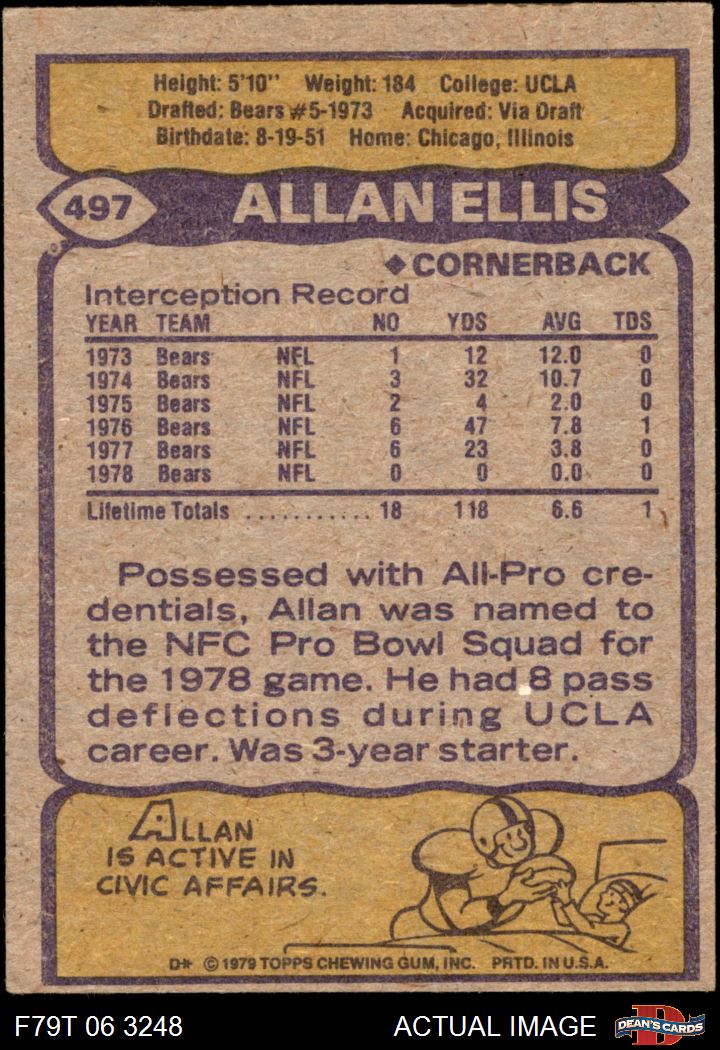 Height: 5'10" Weight: 184 College: UCLA
Drafted: Bears #5-1973 Acquired: Via Draft
Birthdate: 8-19-51 Home: Chicago, Illinois
497 ALLAN ELLIS
◆CORNERBACK
Interception Record
YEAR TEAM NO YDS AVG TDS
1973 Bears NFL 1 12 12.0 0
1974 Bears NFL 3 32 10.7 0
1975 Bears NFL 2 4 2.0 0
1976 Bears NFL 6 47 7.8 1
1977 Bears NFL 6 23 3.8 0
1978 Bears NFL 0 0 0.0 0
Lifetime Totals ........... 18 118 6.6 1
Possessed with All-Pro cre-
dentials, Allan was named to
the NFC Pro Bowl Squad for
the 1978 game. He had 8 pass
deflections during UCLA
career. Was 3-year starter.
ALLAN
IS ACTIVE IN
CIVIC AFFAIRS.
D* © 1979 TOPPS CHEWING GUM, INC. PRTD. IN U.S.A.
F79T 06 3248 ACTUAL IMAGE D DEAN'S CARDS